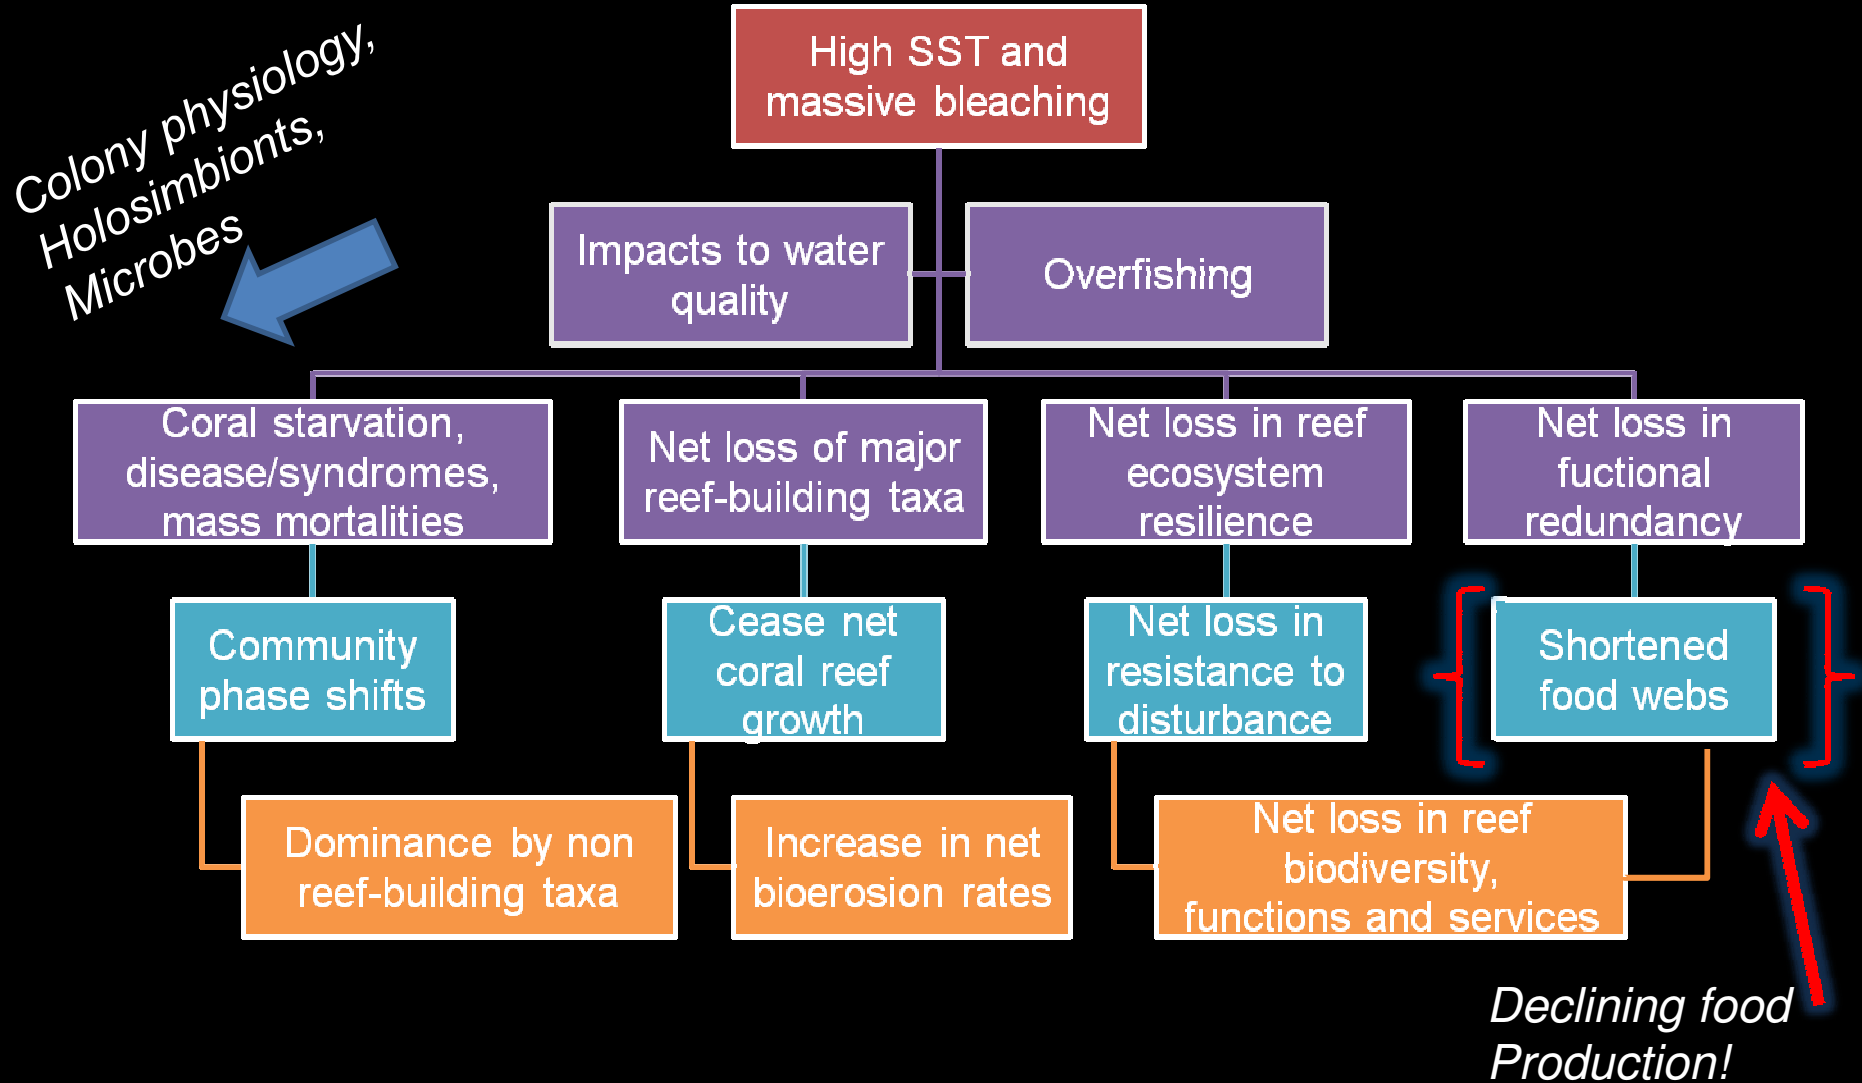 Colony physiology,
Holosimbionts,
Microbes
High SST and
massive bleaching
Impacts to water
quality
Overfishing
Coral starvation,
disease/syndromes,
mass mortalities
Net loss of major
reef-building taxa
Net loss in reef
ecosystem
resilience
Net loss in
fuctional
redundancy
Community
phase shifts
Cease net
coral reef
growth
Net loss in
resistance to
disturbance
Shortened
food webs
Dominance by non
reef-building taxa
Increase in net
bioerosion rates
Net loss in reef
biodiversity,
functions and services
Declining food
Production!